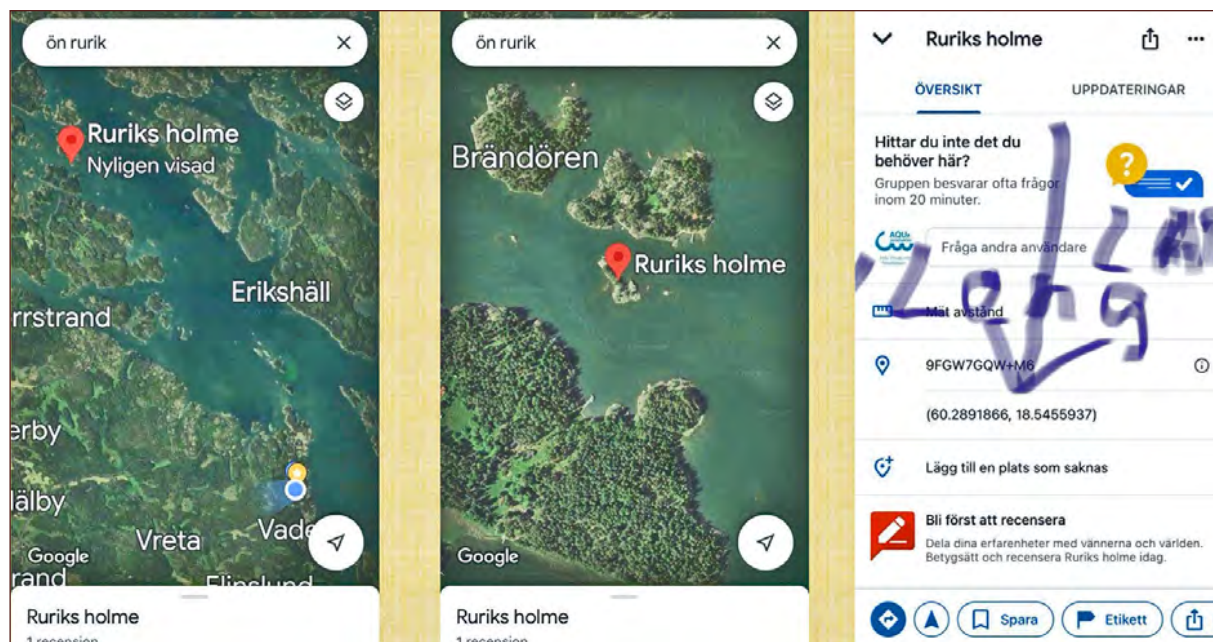 ön rurik
Ruriks holme
Nyligen visad
Erikshäll
rrstrand
erby
älby
Vreta
Vade
Google
rand
Elinslund
Ruriks holme
1 recension
ön rurik
Brändören
Ruriks holme
Google
Ruriks holme
1 recension
Ruriks holme
ÖVERSIKT
UPPDATERINGAR
Hittar du inte det du
behöver här?
Gruppen besvarar ofta frågor
inom 20 minuter.
Fråga andra användare
Mät avstånd
9FGW7GQW+M6
(60.2891866, 18.5455937)
Lägg till en plats som saknas
Bli först att recensera
Dela dina erfarenheter med vännerna och världen.
Betygsätt och recensera Ruriks holme idag.
Spara
Etikett